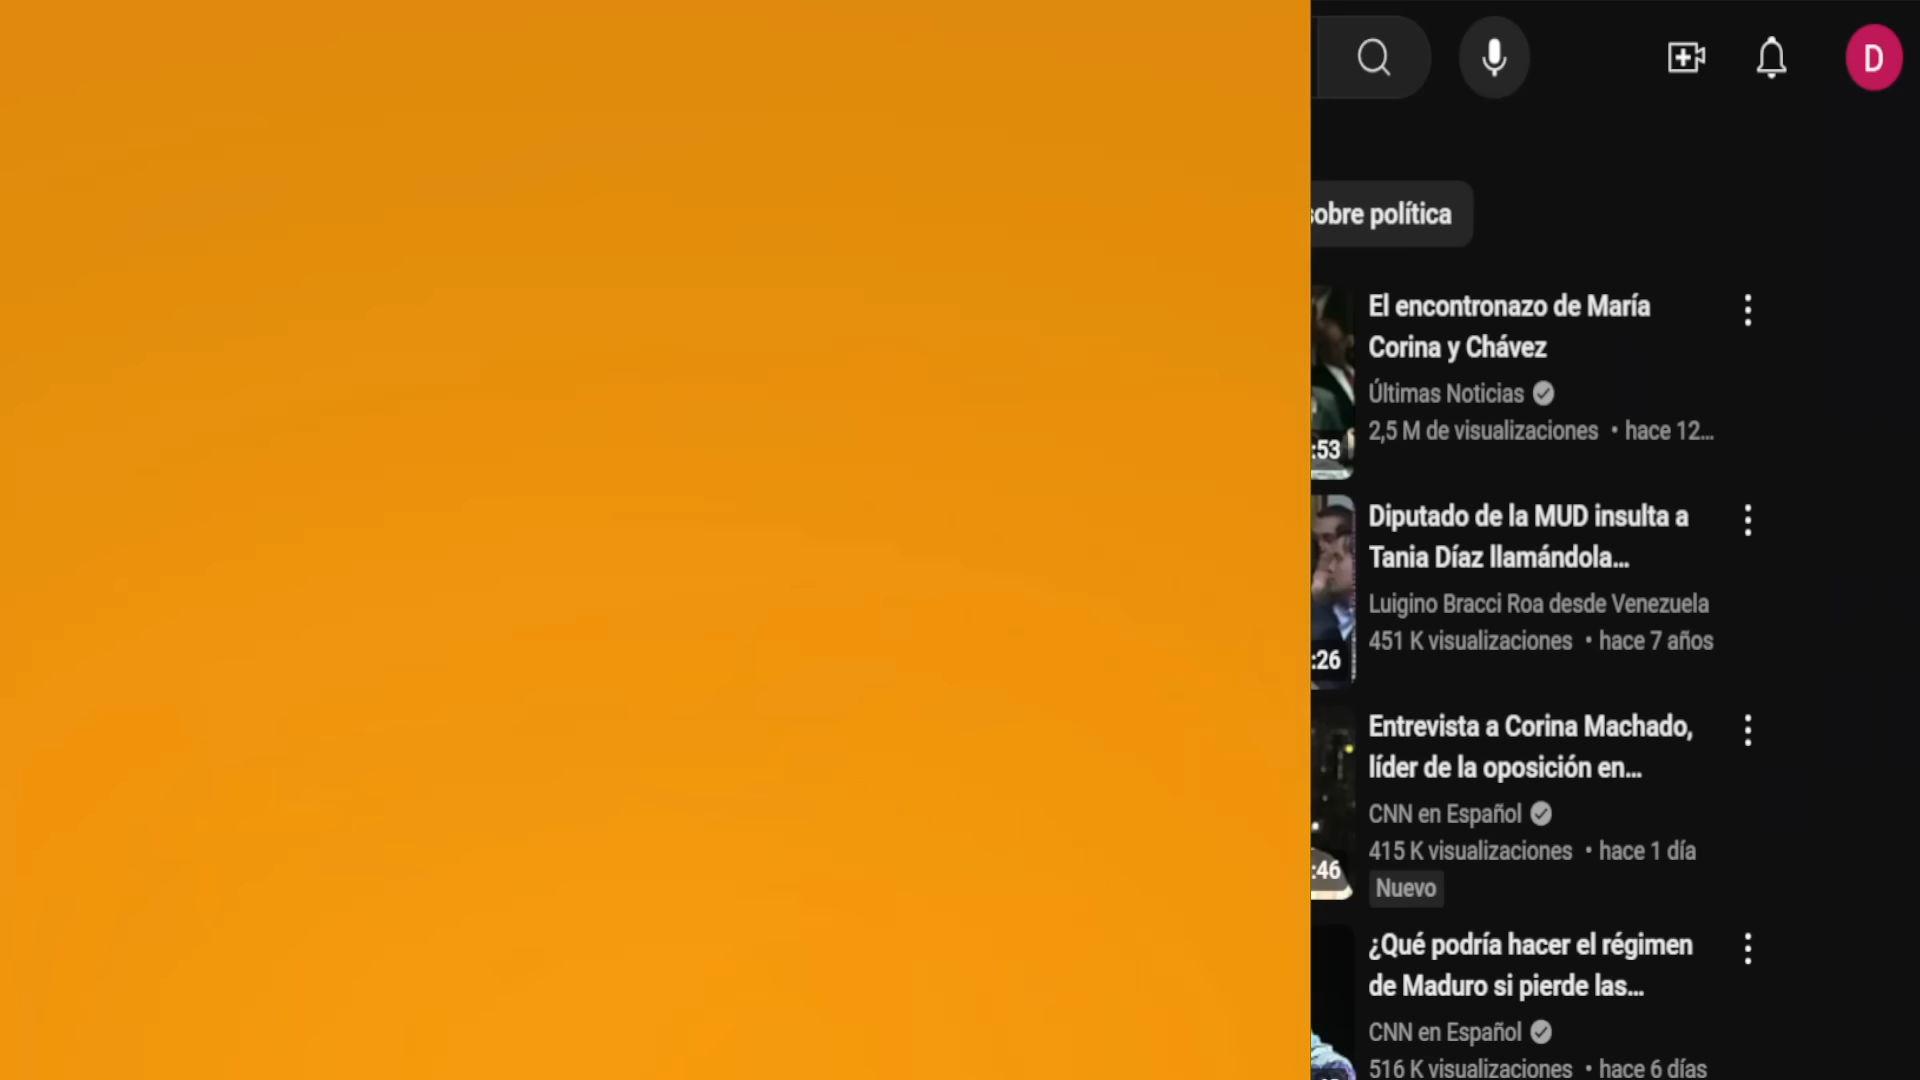 D
sobre política
El encontronazo de María
Corina y Chávez
Últimas Noticias
2,5 M de visualizaciones • hace 12...
:53
Diputado de la MUD insulta a
Tania Díaz llamándola...
Luigino Bracci Roa desde Venezuela
451 K visualizaciones • hace 7 años
:26
Entrevista a Corina Machado,
líder de la oposición en...
CNN en Español
415 K visualizaciones • hace 1 día
:46
Nuevo
¿Qué podría hacer el régimen
de Maduro si pierde las...
CNN en Español
516 K visualizaciones • hace 6 días